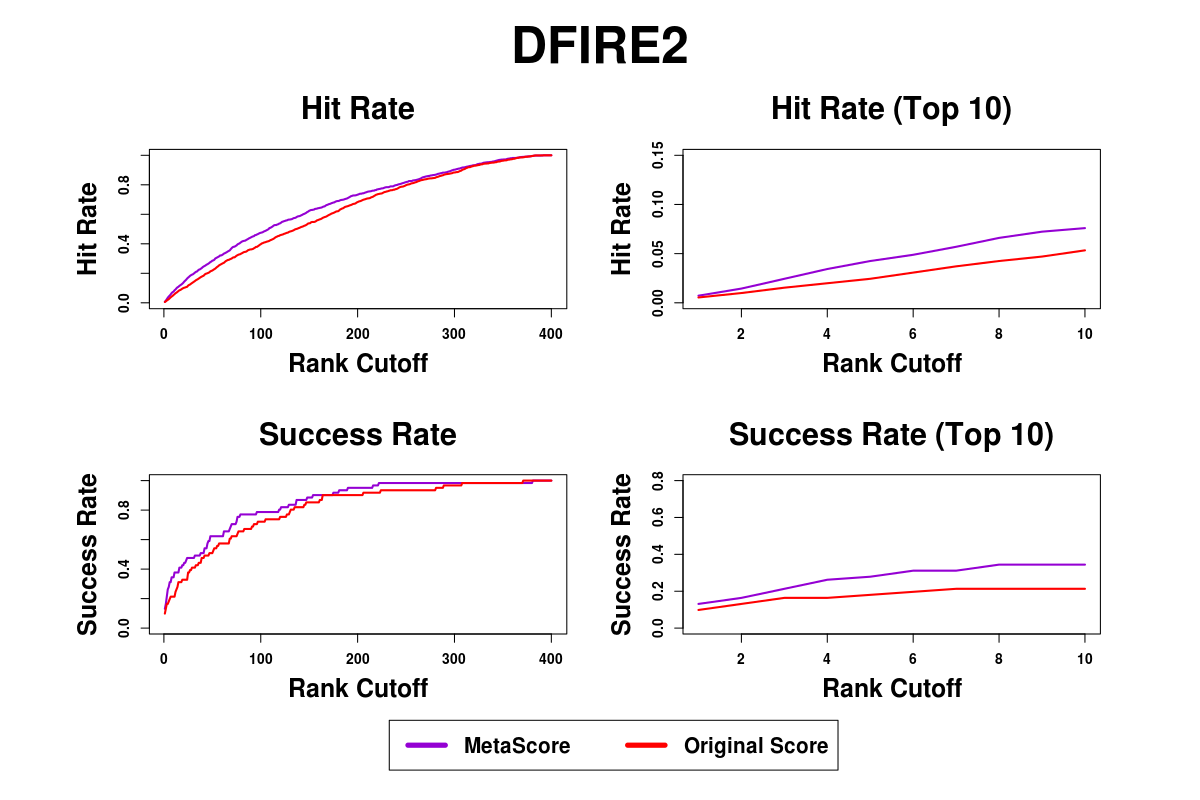 DFIRE2
Hit Rate
Hit Rate
0.0 0.4 0.8
0 100 200 300 400
Rank Cutoff
Hit Rate (Top 10)
Hit Rate
0.00 0.05 0.10 0.15
2 4 6 8 10
Rank Cutoff
Success Rate
Success Rate
0.0 0.4 0.8
0 100 200 300 400
Rank Cutoff
Success Rate (Top 10)
Success Rate
0.0 0.2 0.4 0.6 0.8
2 4 6 8 10
Rank Cutoff
MetaScore Original Score